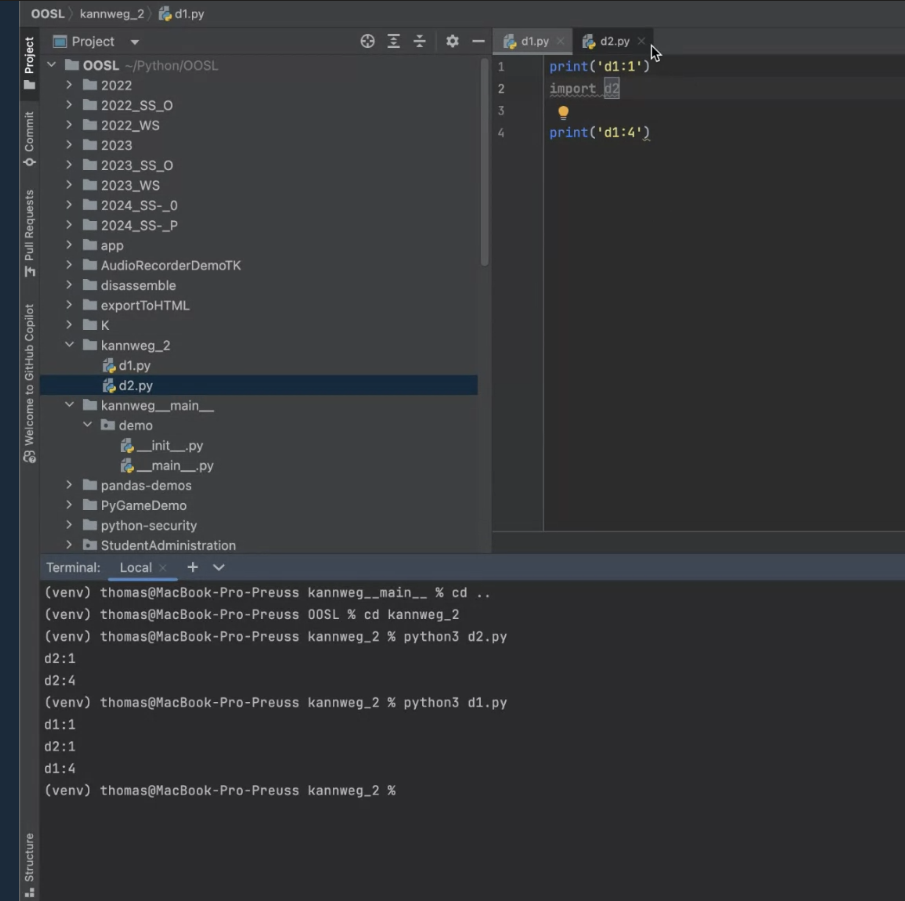 OOSL kannweg_2 d1.py
Project
Commit
Pull Requests
Welcome to GitHub Copilot
Structure
Project
OOSL ~/Python/OOSL
2022
2022_SS_O
2022_WS
2023
2023_SS_O
2023_WS
2024_SS-_O
2024_SS-_P
app
AudioRecorderDemoTK
disassemble
exportToHTML
K
kannweg_2
d1.py
d2.py
kannweg__main__
demo
__init__.py
__main__.py
pandas-demos
PyGameDemo
python-security
StudentAdministration
d1.py d2.py
1 print('d1:1')
2 import d2
3
4 print('d1:4')
Terminal: Local
(venv) thomas@MacBook-Pro-Preuss kannweg__main__ % cd ..
(venv) thomas@MacBook-Pro-Preuss OOSL % cd kannweg_2
(venv) thomas@MacBook-Pro-Preuss kannweg_2 % python3 d2.py
d2:1
d2:4
(venv) thomas@MacBook-Pro-Preuss kannweg_2 % python3 d1.py
d1:1
d2:1
d1:4
(venv) thomas@MacBook-Pro-Preuss kannweg_2 %